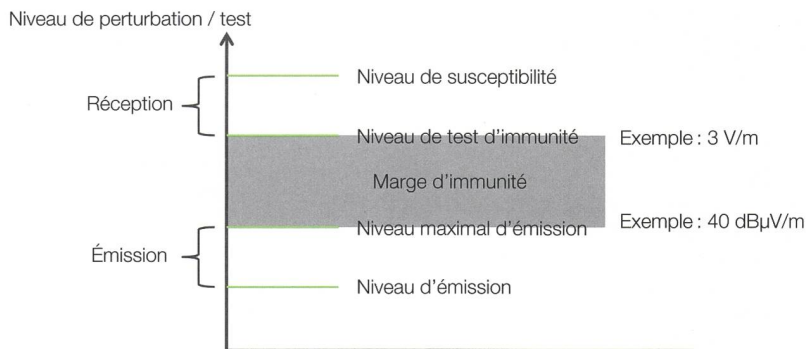 Niveau de perturbation / test
Niveau de susceptibilité
Réception
Niveau de test d'immunité Exemple : 3 V/m
Marge d'immunité
Niveau maximal d'émission Exemple : 40 dBµV/m
Émission
Niveau d'émission